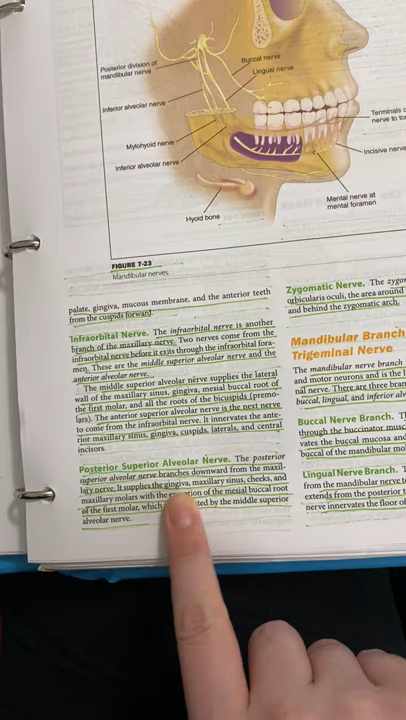 Posterior division of
mandibular nerve
Buccal nerve
Lingual nerve
Inferior alveolar nerve
Mylohyoid nerve
Inferior alveolar nerve
Hyoid bone
Mental nerve at
mental foramen
Incisive nerve
Terminals
nerve to
FIGURE 7-23
Mandibular nerves.
palate, gingiva, mucous membrane, and the anterior teeth
from the cuspids forward.
Infraorbital Nerve. The infraorbital nerve is another
branch of the maxillary nerve. Two nerves come from the
infraorbital nerve before it exits through the infraorbital fora-
men. These are the middle superior alveolar nerve and the
anterior alveolar nerve.
The middle superior alveolar nerve supplies the lateral
wall of the maxillary sinus, gingiva, mesial buccal root of
the first molar, and all the roots of the bicuspids (premo-
lars). The anterior superior alveolar nerve is the next nerve
to come from the infraorbital nerve. It innervates the ante-
rior maxillary sinus, gingiva, cuspids, laterals, and central
incisors.
Posterior Superior Alveolar Nerve. The posterior
superior alveolar nerve branches downward from the maxil-
lary nerve. It supplies the gingiva, maxillary sinus, cheeks, and
maxillary molars with the of the mesial buccal root
of the first molar, which by the middle superior
alveolar nerve.
Zygomatic Nerve. The
orbicularis oculi, the area around
and behind the zygomatic arch.
Mandibular Branch
Trigeminal Nerve
The mandibular nerve branch
and motor neurons and is the
nal nerve. There are three
buccal, lingual, and inferior
Buccal Nerve Branch.
through the buccinator
vates the buccal mucosa and
buccal of the mandibular
Lingual Nerve Branch.
from the mandibular nerve
extends from the posterior
nerve innervates the floor of